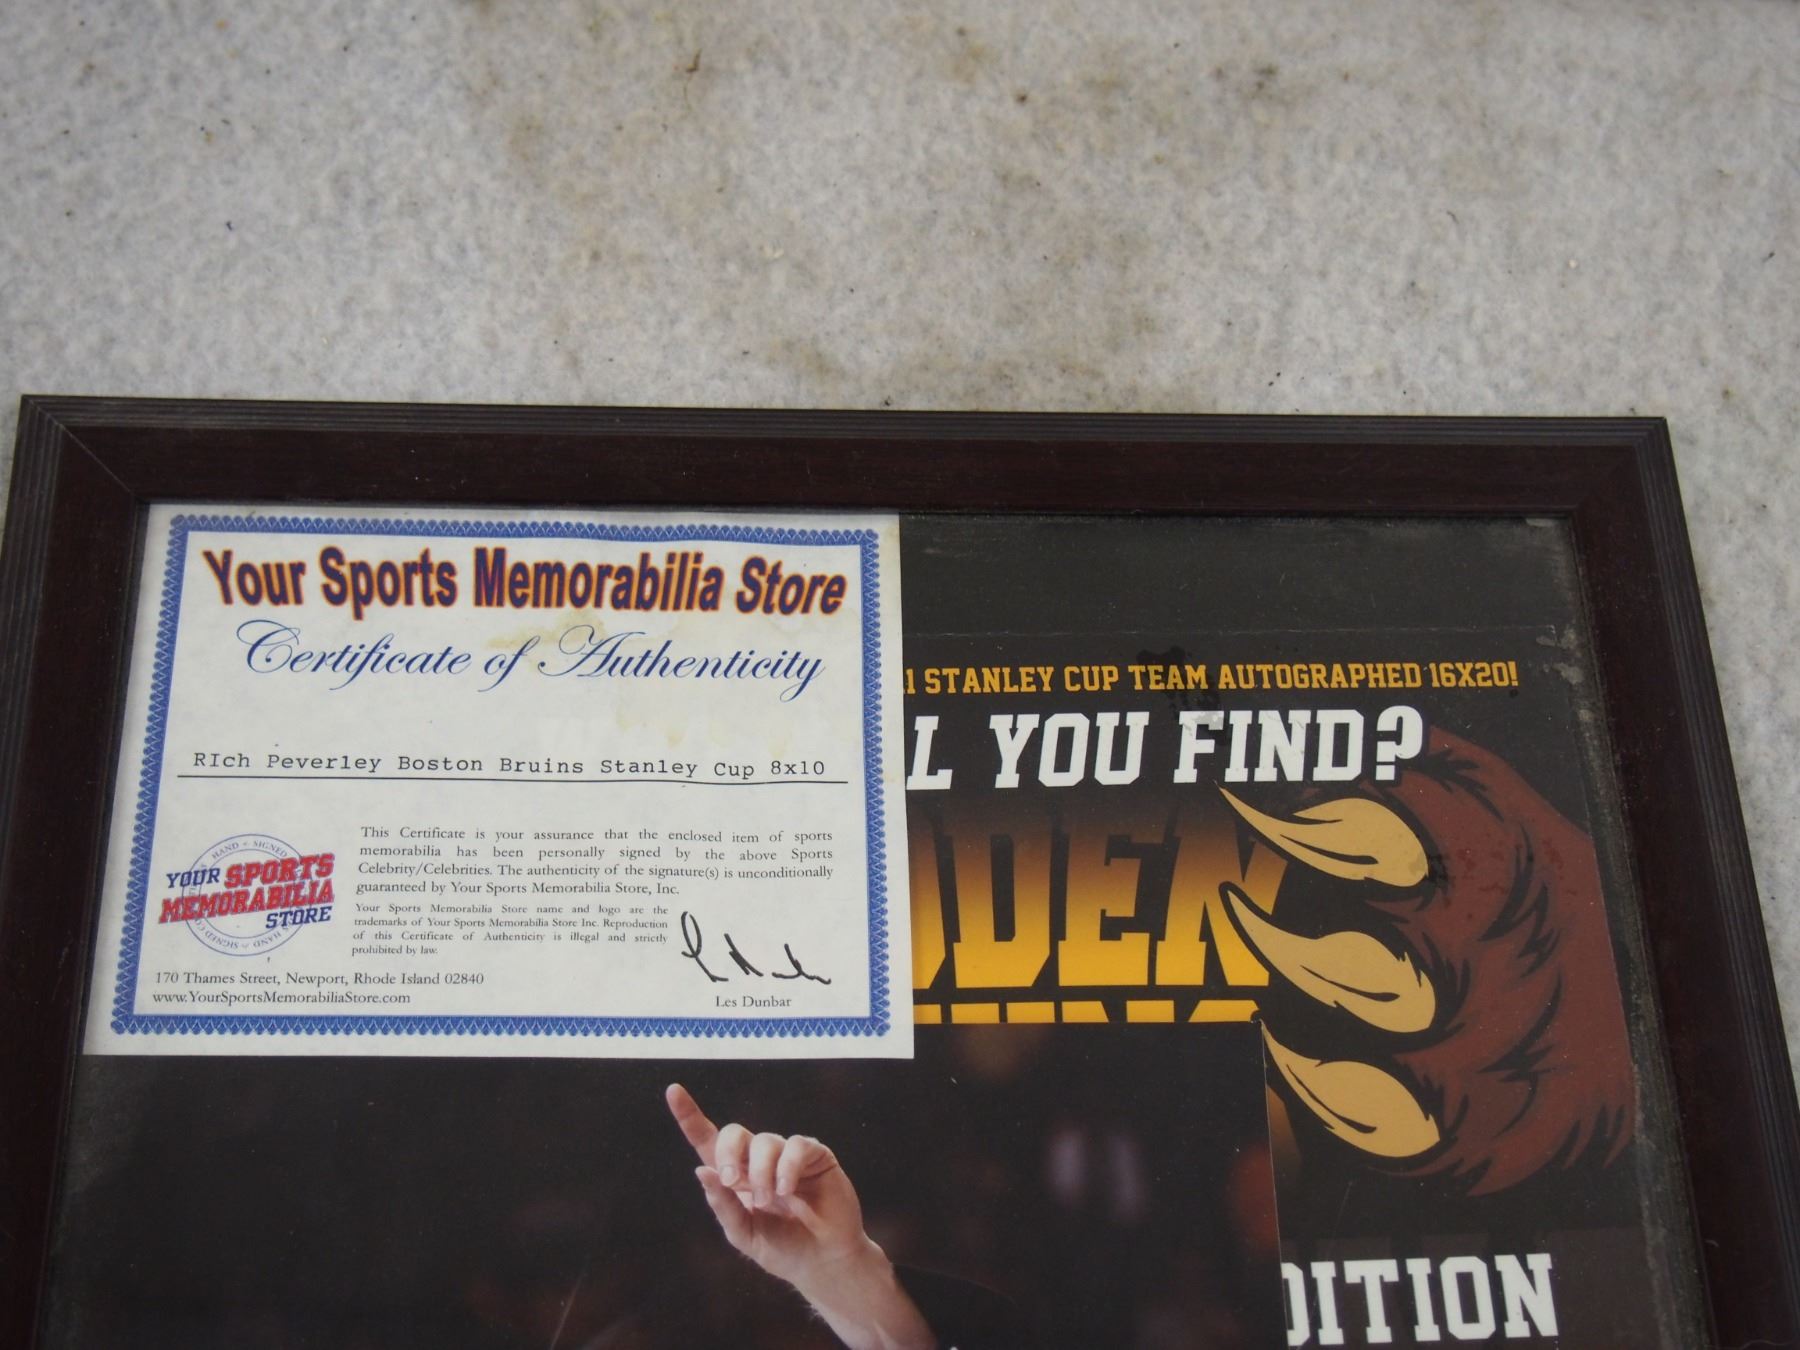 Your Sports Memorabilia Store
Certificate of Authenticity
RIch Peverley Boston Bruins Stanley Cup 8x10
This Certificate is your assurance that the enclosed item of sports
memorabilia has been personally signed by the above Sports
Celebrity/Celebrities. The authenticity of the signature(s) is unconditionally
guaranteed by Your Sports Memorabilia Store, Inc.
Your Sports Memorabilia Store name and logo are the
trademarks of Your Sports Memorabilia Store Inc. Reproduction
of this Certificate of Authenticity is illegal and strictly
prohibited by law.
HAND SIGNED
YOUR SPORTS
MEMORABILIA
STORE
170 Thames Street, Newport, Rhode Island 02840
www.YourSportsMemorabiliaStore.com
Les Dunbar
1 STANLEY CUP TEAM AUTOGRAPHED 16X20!
L YOU FIND?
DDEN
DITION